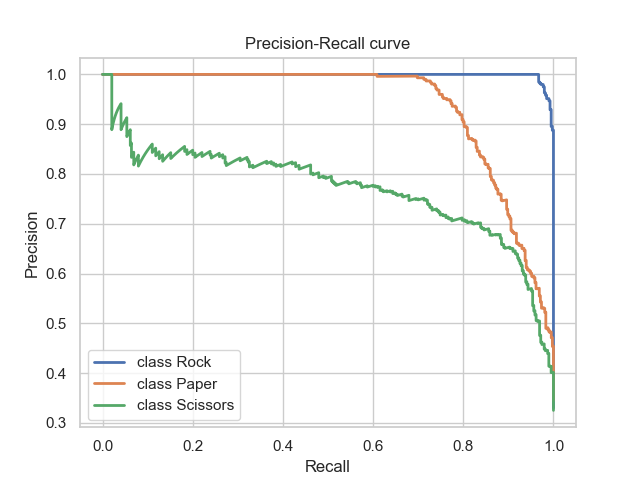 Precision-Recall curve
1.0
0.9
0.8
0.7
0.6
0.5
0.4
0.3
Precision
class Rock
class Paper
class Scissors
0.0 0.2 0.4 0.6 0.8 1.0
Recall